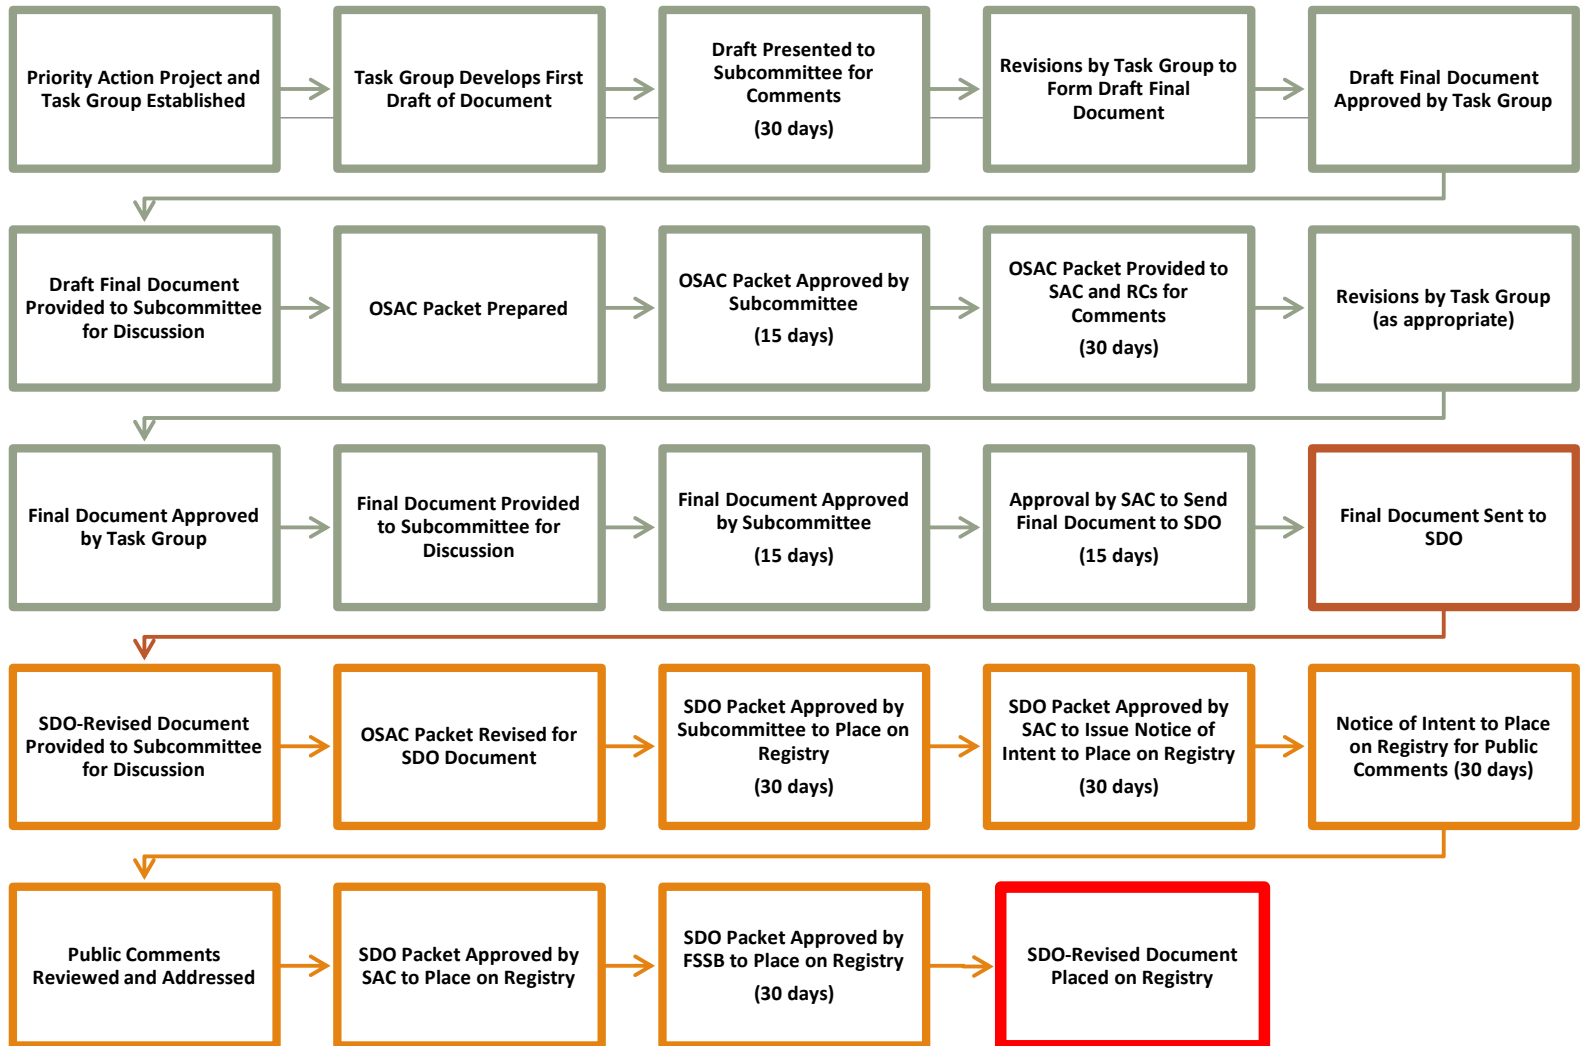 Priority Action Project and
Task Group Established
Task Group Develops First
Draft of Document
Draft Presented to
Subcommittee for
Comments
(30 days)
Revisions by Task Group to
Form Draft Final
Document
Draft Final Document
Approved by Task Group
Draft Final Document
Provided to Subcommittee
for Discussion
OSAC Packet Prepared
OSAC Packet Approved by
Subcommittee
(15 days)
OSAC Packet Provided to
SAC and RCs for
Comments
(30 days)
Revisions by Task Group
(as appropriate)
Final Document Approved
by Task Group
Final Document Provided
to Subcommittee for
Discussion
Final Document Approved
by Subcommittee
(15 days)
Approval by SAC to Send
Final Document to SDO
(15 days)
Final Document Sent to
SDO
SDO-Revised Document
Provided to Subcommittee
for Discussion
OSAC Packet Revised for
SDO Document
SDO Packet Approved by
Subcommittee to Place on
Registry
(30 days)
SDO Packet Approved by
SAC to Issue Notice of
Intent to Place on Registry
(30 days)
Notice of Intent to Place
on Registry for Public
Comments (30 days)
Public Comments
Reviewed and Addressed
SDO Packet Approved by
SAC to Place on Registry
SDO Packet Approved by
FSSB to Place on Registry
(30 days)
SDO-Revised Document
Placed on Registry